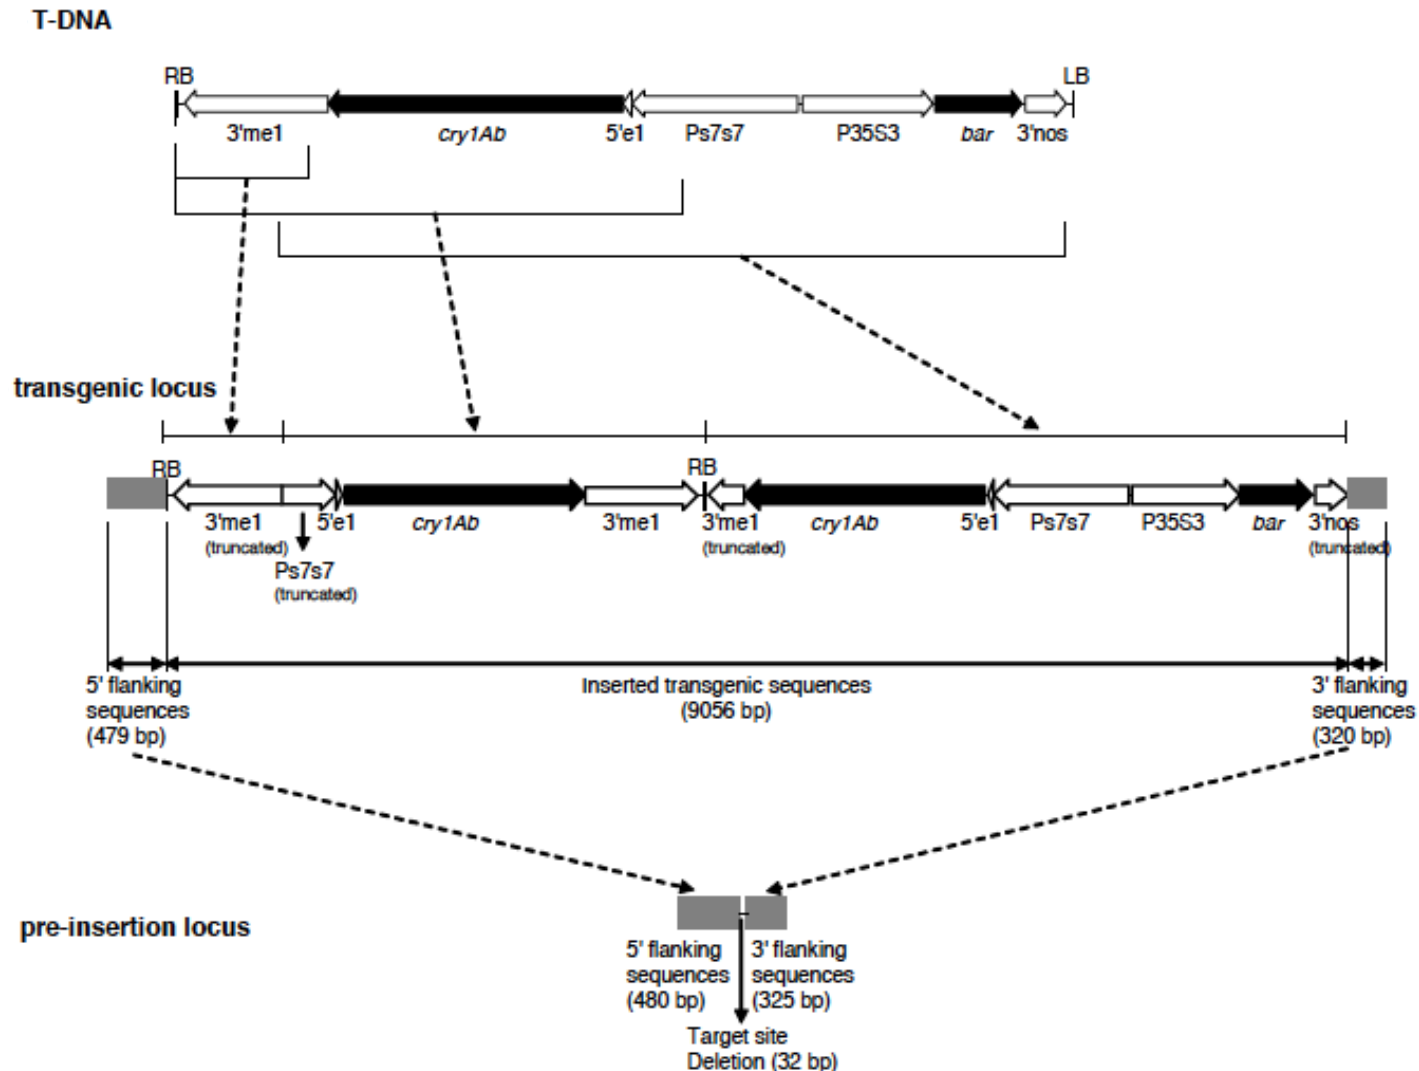 T-DNA
RB
LB
3'me1
cry1Ab
5'e1
Ps7s7
P35S3
bar
3'nos
transgenic locus
RB
RB
3'me1
(truncated)
5'e1
cry1Ab
3'me1
3'me1
(truncated)
cry1Ab
5'e1
Ps7s7
P35S3
bar
3'nos
(truncated)
Ps7s7
(truncated)
5' flanking
sequences
(479 bp)
Inserted transgenic sequences
(9056 bp)
3' flanking
sequences
(320 bp)
pre-insertion locus
5' flanking
sequences
(480 bp)
3' flanking
sequences
(325 bp)
Target site
Deletion (32 bp)